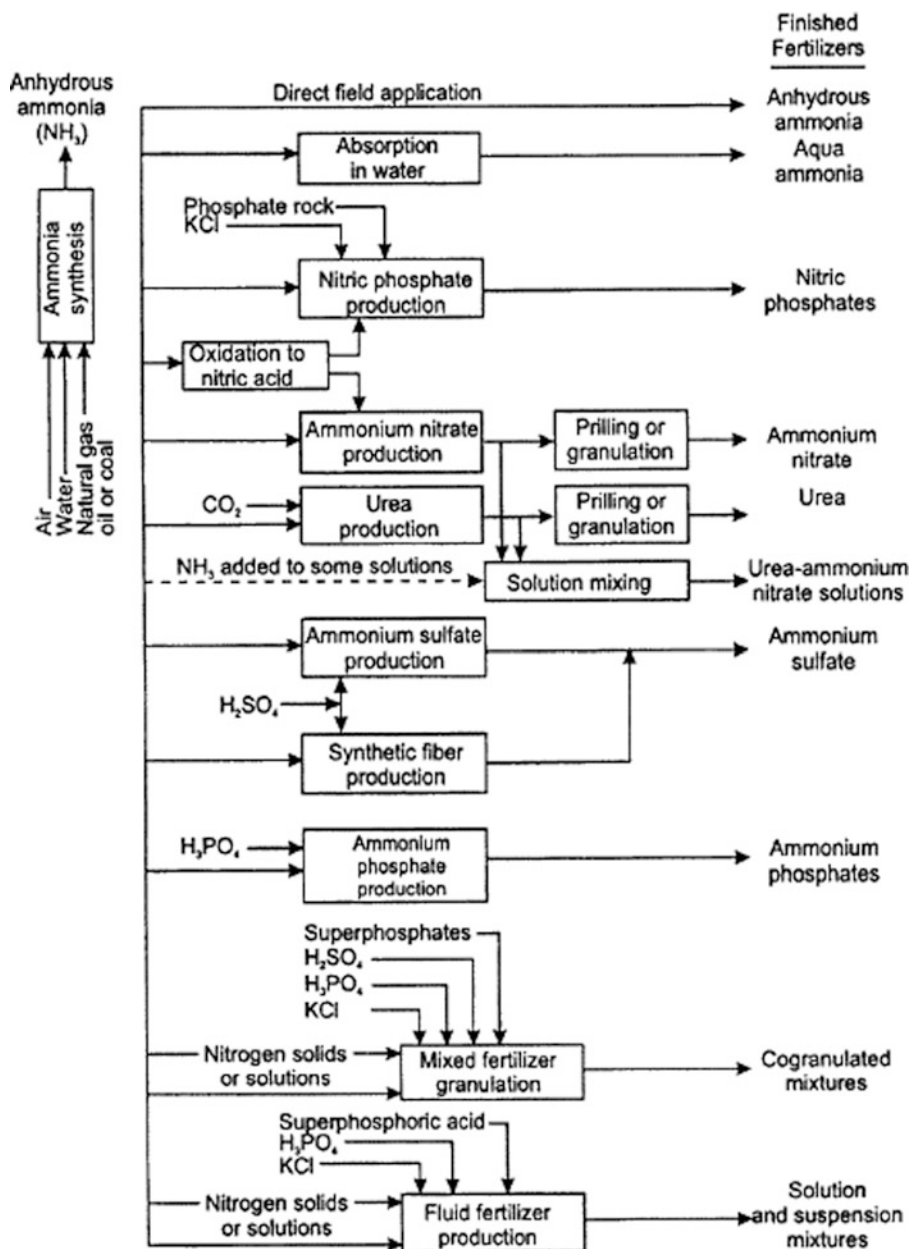 Finished
Fertilizers
Anhydrous
ammonia
(NH₃)
Direct field application
Anhydrous
ammonia
Absorption
in water
Aqua
ammonia
Phosphate rock
KCl
Ammonia
synthesis
Nitric phosphate
production
Nitric
phosphates
Oxidation to
nitric acid
Air
Water
Natural gas
oil or coal
Ammonium nitrate
production
Prilling or
granulation
Ammonium
nitrate
CO₂
Urea
production
Prilling or
granulation
Urea
NH₃ added to some solutions
Solution mixing
Urea-ammonium
nitrate solutions
Ammonium sulfate
production
Ammonium
sulfate
H₂SO₄
Synthetic fiber
production
H₃PO₄
Ammonium
phosphate
production
Ammonium
phosphates
Superphosphates
H₂SO₄
H₃PO₄
KCl
Nitrogen solids
or solutions
Mixed fertilizer
granulation
Cogranulated
mixtures
Superphosphoric acid
H₃PO₄
KCl
Nitrogen solids
or solutions
Fluid fertilizer
production
Solution
and suspension
mixtures